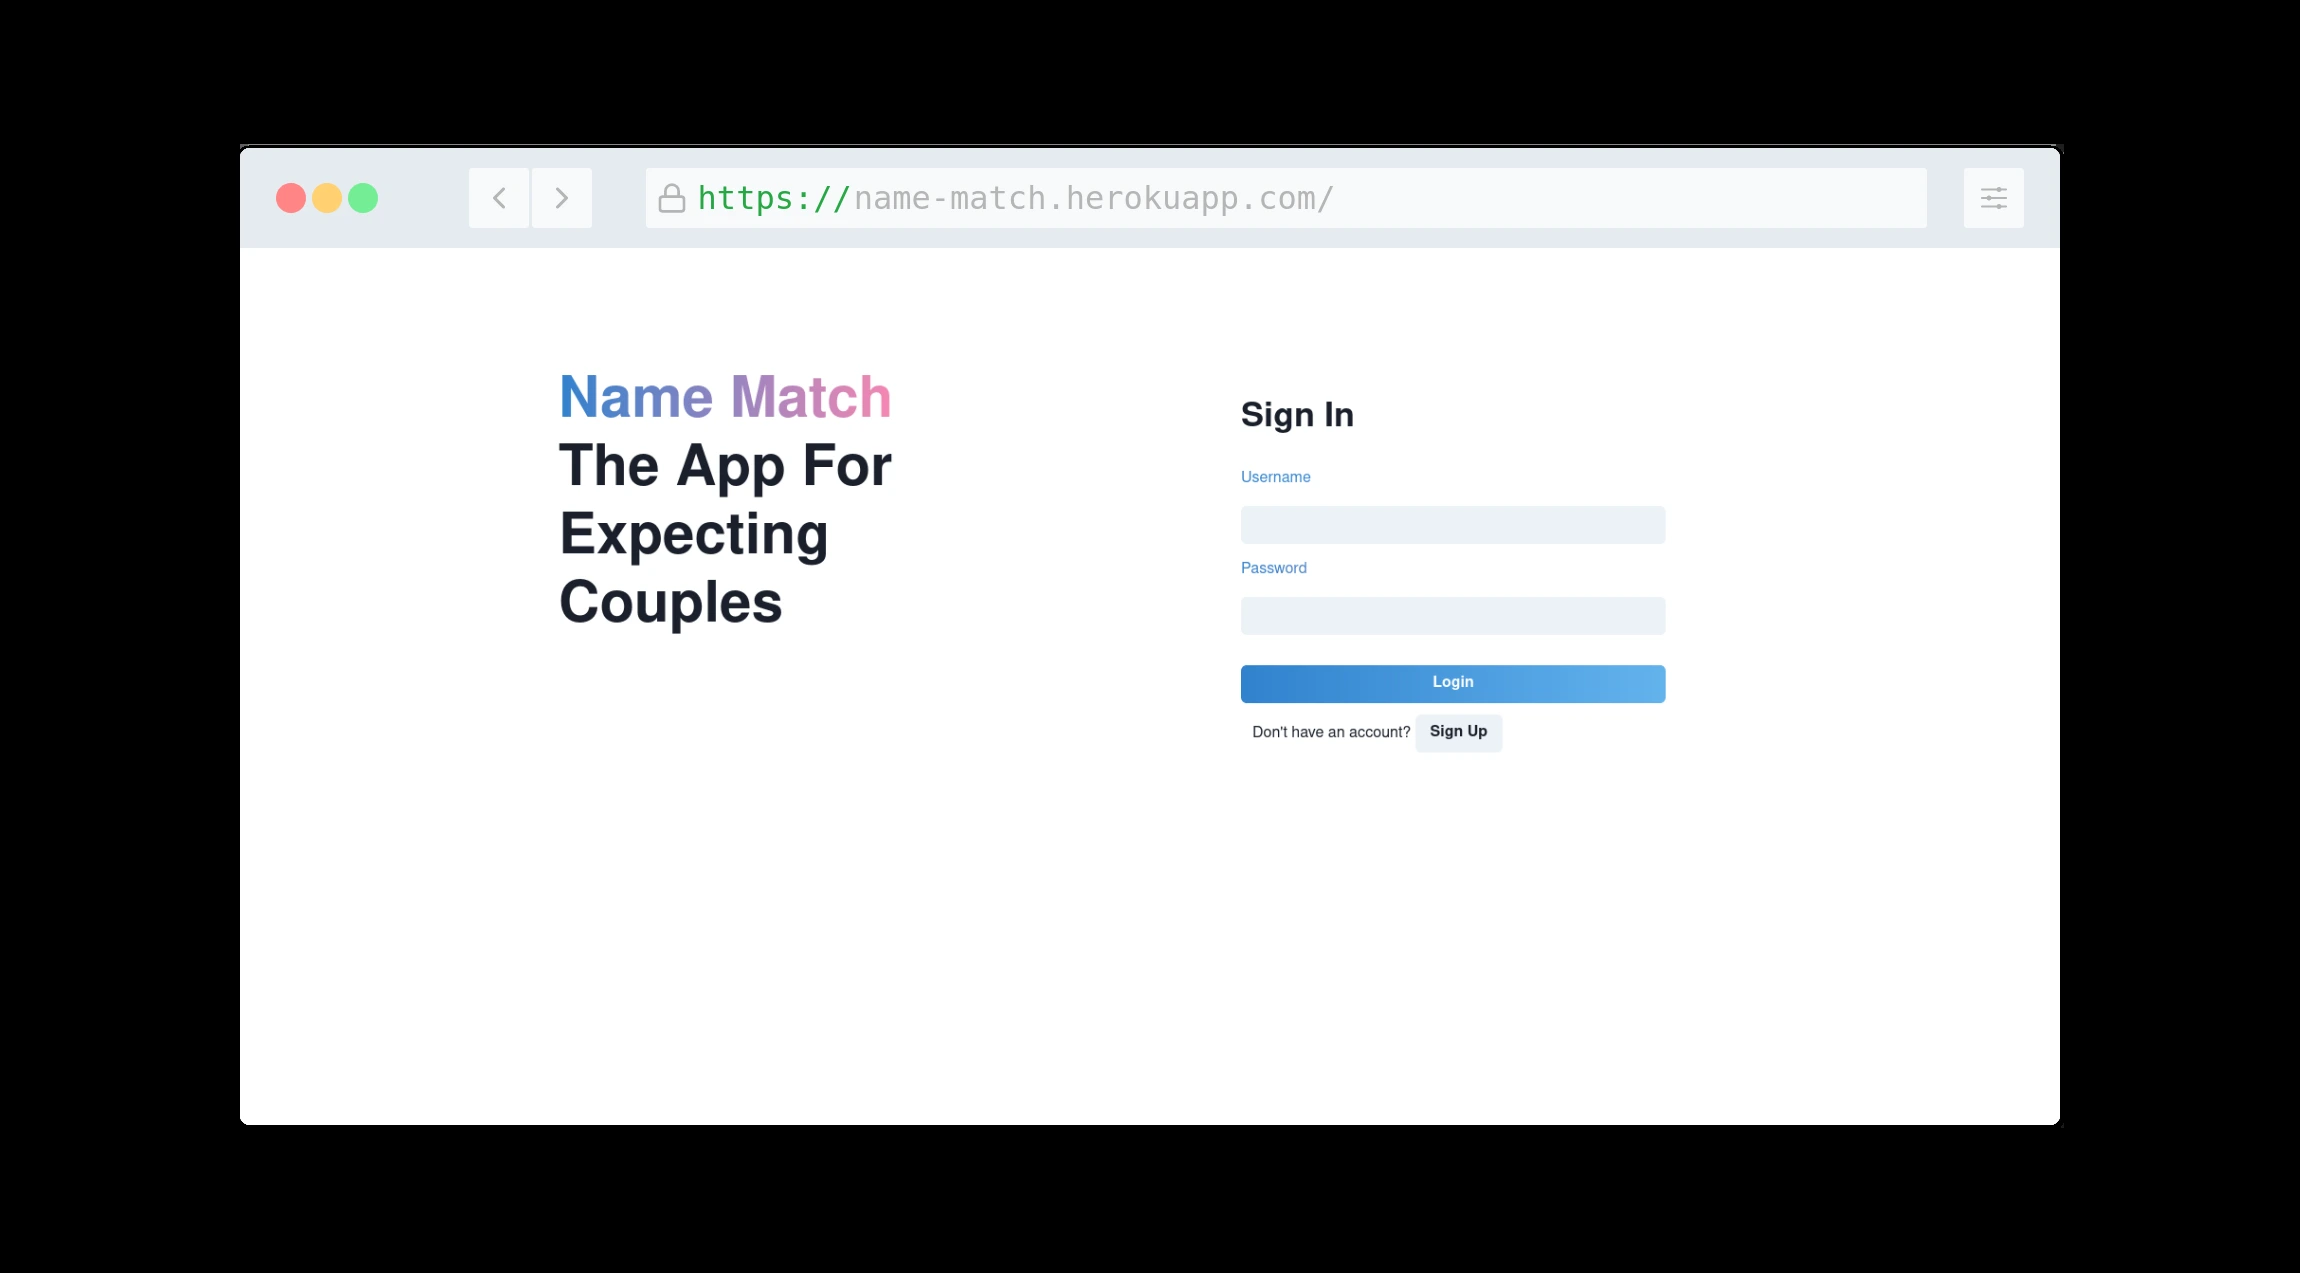 https://name-match.herokuapp.com/
Name Match
The App For
Expecting
Couples
Sign In
Username
Password
Login
Don't have an account? Sign Up